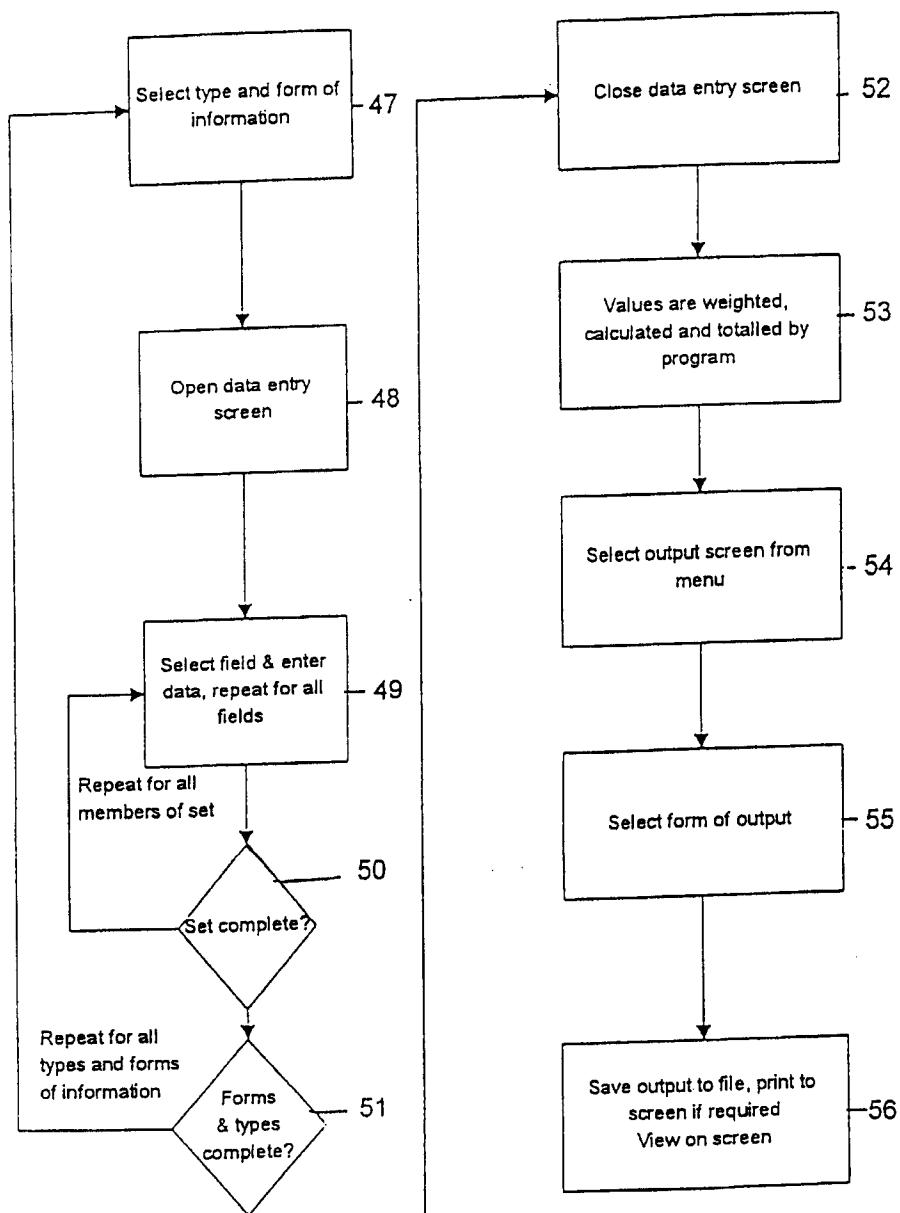 Select type and form of
information
47
Open data entry
screen
48
Select field & enter
data, repeat for all
fields
49
Repeat for all
members of set
50
Set complete?
Repeat for all
types and forms
of information
Forms
& types
complete?
51
Close data entry screen
52
Values are weighted,
calculated and totalled by
program
53
Select output screen from
menu
54
Select form of output
55
Save output to file, print to
screen if required
View on screen
56